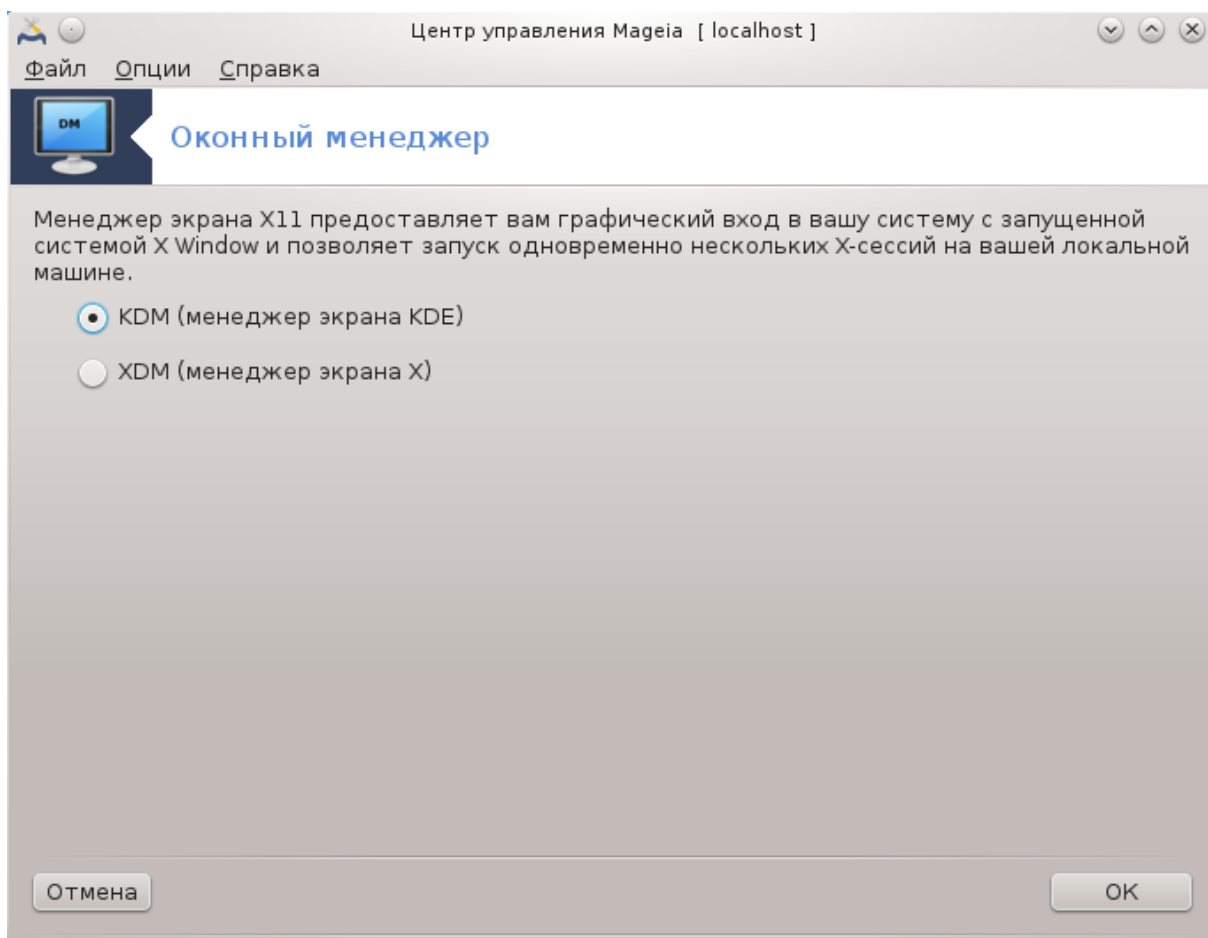 Центр управления Mageia [ localhost ]
Файл Опции Справка
DM
Оконный менеджер
Менеджер экрана X11 предоставляет вам графический вход в вашу систему с запущенной
системой X Window и позволяет запуск одновременно нескольких X-сессий на вашей локальной
машине.
KDM (менеджер экрана KDE)
XDM (менеджер экрана X)
Отмена
OK